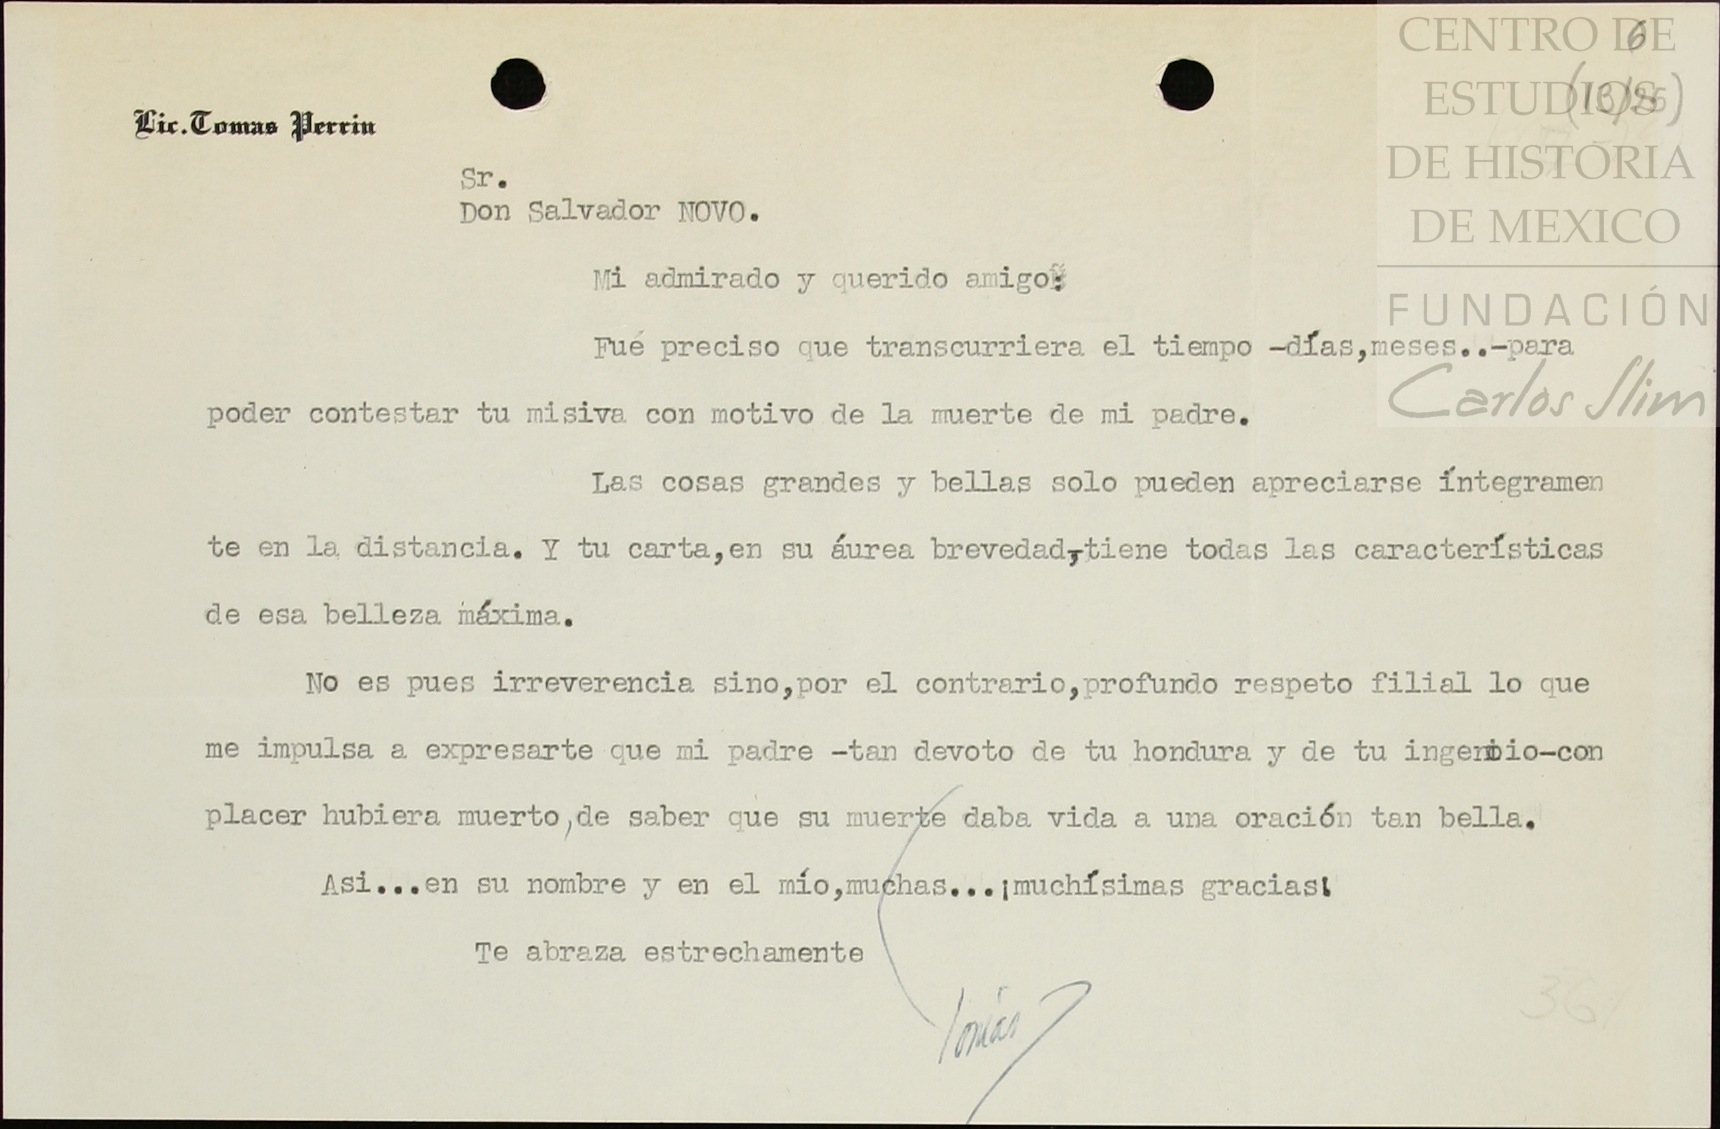 CENTRO DE
ESTUDIOS
DE HISTORIA
DE MEXICO
FUNDACIÓN
Carlos Slim
6
(13/26)
Lic. Tomas Perrin
Sr.
Don Salvador NOVO.
Mi admirado y querido amigo:
Fué preciso que transcurriera el tiempo -días,meses..-para
poder contestar tu misiva con motivo de la muerte de mi padre.
Las cosas grandes y bellas solo pueden apreciarse íntegramen
te en la distancia. Y tu carta,en su áurea brevedad,tiene todas las características
de esa belleza máxima.
No es pues irreverencia sino,por el contrario,profundo respeto filial lo que
me impulsa a expresarte que mi padre -tan devoto de tu hondura y de tu ingenio-con
placer hubiera muerto,de saber que su muerte daba vida a una oración tan bella.
Asi...en su nombre y en el mío,muchas...¡muchísimas gracias!
Te abraza estrechamente
Tomás